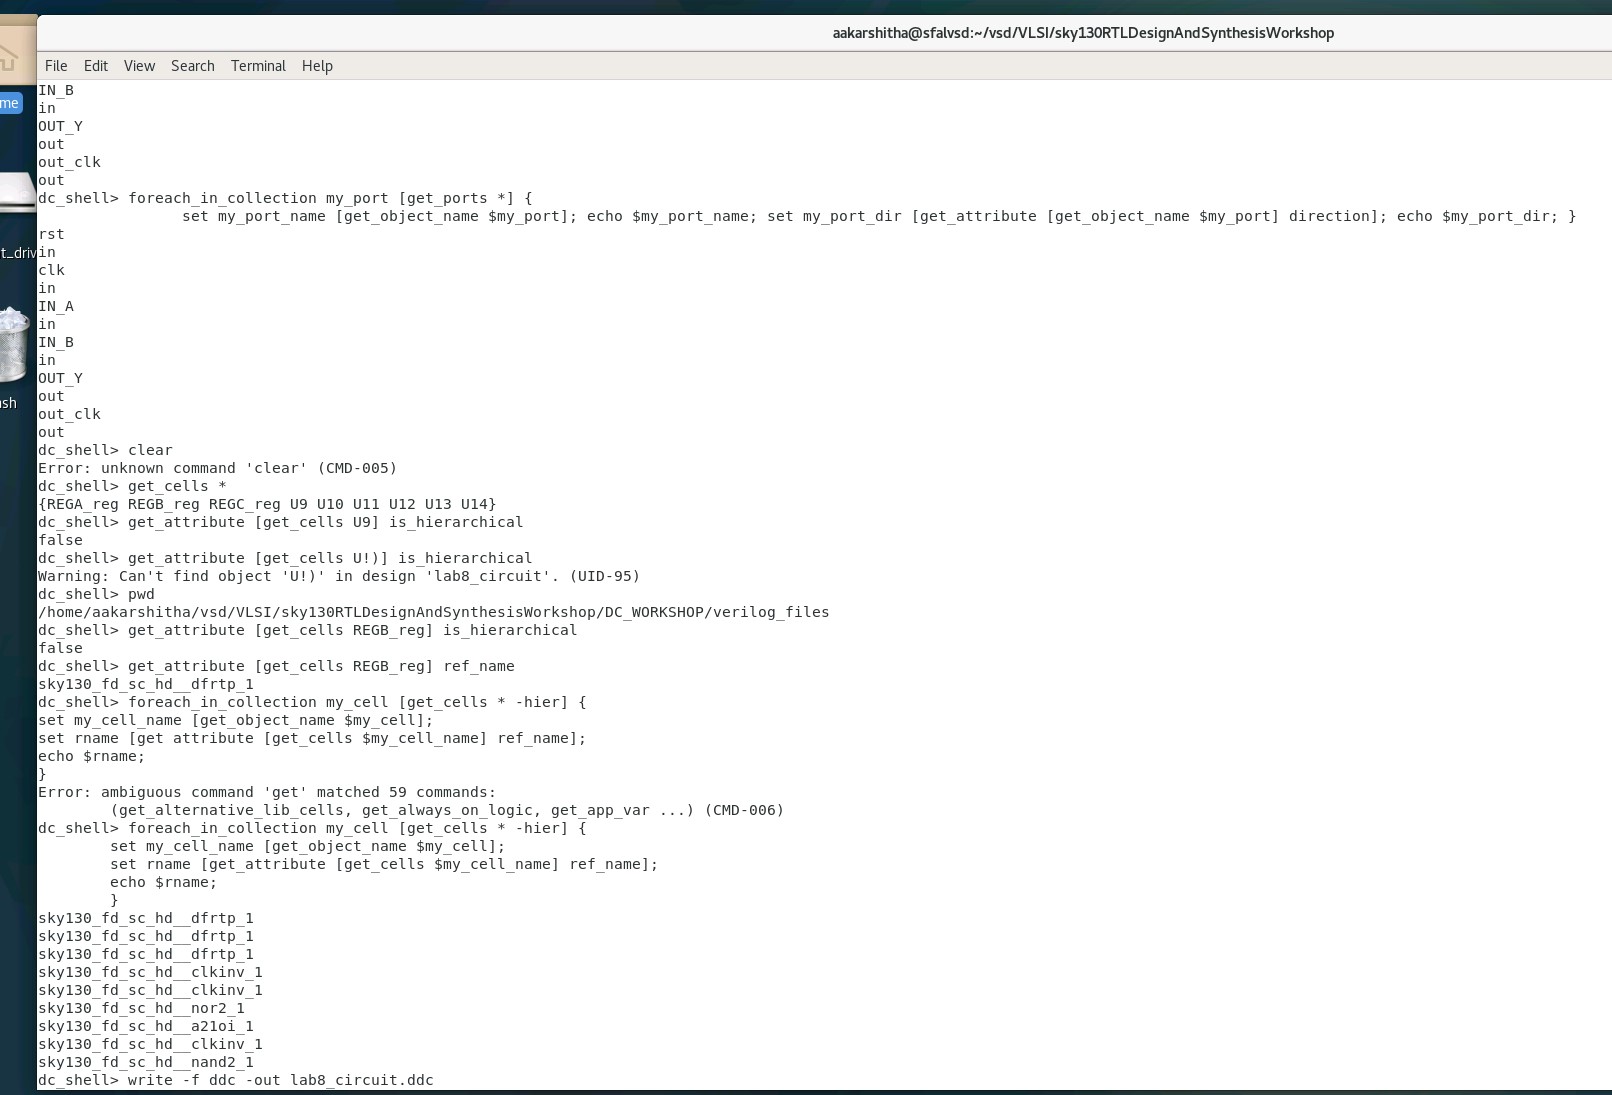 aakarshitha@sfalvsd:~/vsd/VLSI/sky130RTLDesignAndSynthesisWorkshop
File Edit View Search Terminal Help
IN_B
in
OUT_Y
out
out_clk
out
dc_shell> foreach_in_collection my_port [get_ports *] {
                set my_port_name [get_object_name $my_port]; echo $my_port_name; set my_port_dir [get_attribute [get_object_name $my_port] direction]; echo $my_port_dir; }
rst
in
clk
in
IN_A
in
IN_B
in
OUT_Y
out
out_clk
out
dc_shell> clear
Error: unknown command 'clear' (CMD-005)
dc_shell> get_cells *
{REGA_reg REGB_reg REGC_reg U9 U10 U11 U12 U13 U14}
dc_shell> get_attribute [get_cells U9] is_hierarchical
false
dc_shell> get_attribute [get_cells U!)] is_hierarchical
Warning: Can't find object 'U!)' in design 'lab8_circuit'. (UID-95)
dc_shell> pwd
/home/aakarshitha/vsd/VLSI/sky130RTLDesignAndSynthesisWorkshop/DC_WORKSHOP/verilog_files
dc_shell> get_attribute [get_cells REGB_reg] is_hierarchical
false
dc_shell> get_attribute [get_cells REGB_reg] ref_name
sky130_fd_sc_hd__dfrtp_1
dc_shell> foreach_in_collection my_cell [get_cells * -hier] {
set my_cell_name [get_object_name $my_cell];
set rname [get attribute [get_cells $my_cell_name] ref_name];
echo $rname;
}
Error: ambiguous command 'get' matched 59 commands:
        (get_alternative_lib_cells, get_always_on_logic, get_app_var ...) (CMD-006)
dc_shell> foreach_in_collection my_cell [get_cells * -hier] {
        set my_cell_name [get_object_name $my_cell];
        set rname [get_attribute [get_cells $my_cell_name] ref_name];
        echo $rname;
        }
sky130_fd_sc_hd__dfrtp_1
sky130_fd_sc_hd__dfrtp_1
sky130_fd_sc_hd__dfrtp_1
sky130_fd_sc_hd__clkinv_1
sky130_fd_sc_hd__clkinv_1
sky130_fd_sc_hd__nor2_1
sky130_fd_sc_hd__a21oi_1
sky130_fd_sc_hd__clkinv_1
sky130_fd_sc_hd__nand2_1
dc_shell> write -f ddc -out lab8_circuit.ddc
me
t_driv